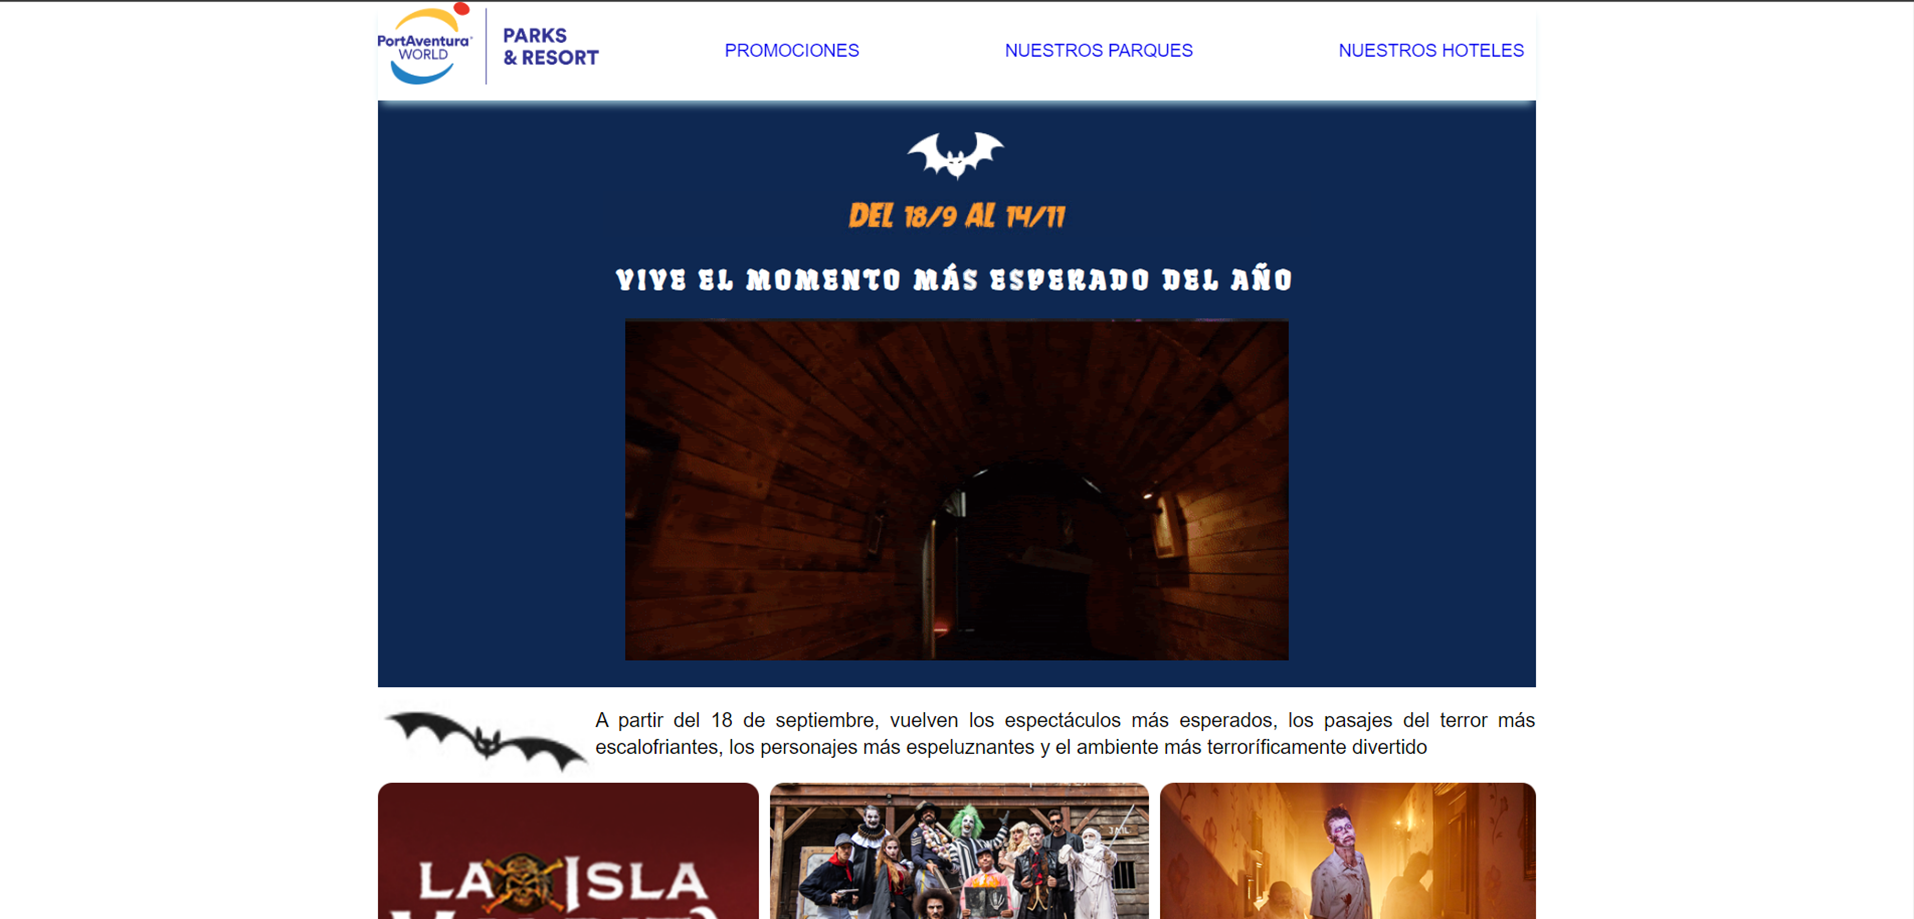 PortAventura
WORLD
PARKS
& RESORT
PROMOCIONES
NUESTROS PARQUES
NUESTROS HOTELES
DEL 18/9 AL 14/11
VIVE EL MOMENTO MÁS ESPERADO DEL AÑO
A partir del 18 de septiembre, vuelven los espectáculos más esperados, los pasajes del terror más
escalofriantes, los personajes más espeluznantes y el ambiente más terroríficamente divertido
LA ISLA
JAIL